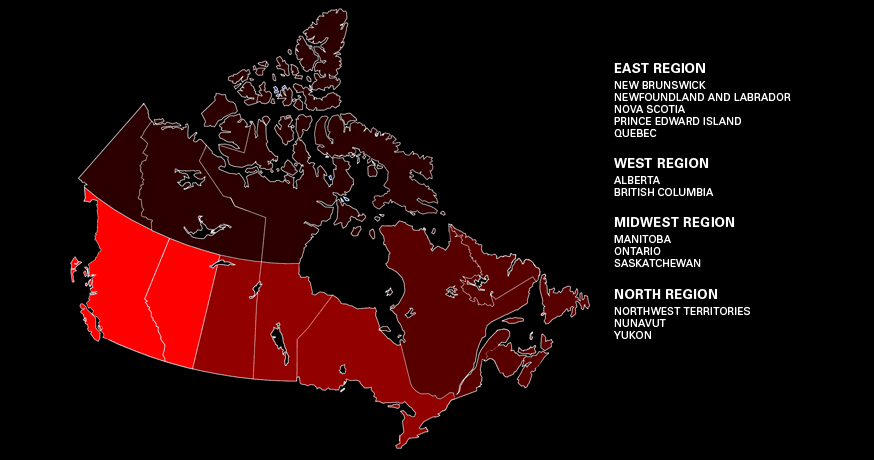 EAST REGION
NEW BRUNSWICK
NEWFOUNDLAND AND LABRADOR
NOVA SCOTIA
PRINCE EDWARD ISLAND
QUEBEC
WEST REGION
ALBERTA
BRITISH COLUMBIA
MIDWEST REGION
MANITOBA
ONTARIO
SASKATCHEWAN
NORTH REGION
NORTHWEST TERRITORIES
NUNAVUT
YUKON